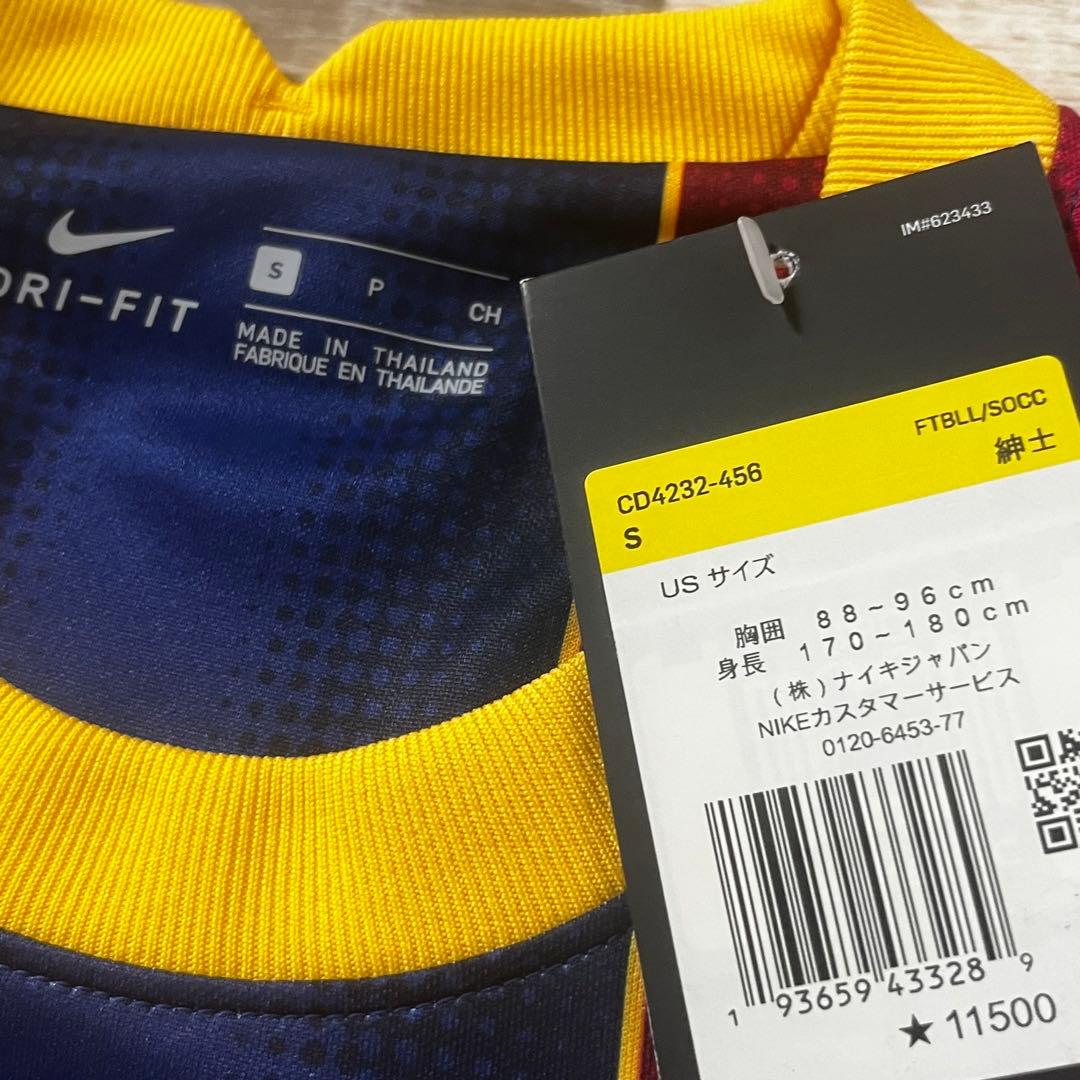 DRI-FIT
S P CH
MADE IN THAILAND
FABRIQUE EN THAILANDE
IM#623433
FTBLL/SOCC
紳士
CD4232-456
S
US サイズ
胸囲 88~96cm
身長 170~180cm
(株)ナイキジャパン
NIKEカスタマーサービス
0120-6453-77
1 93659 43328 9
★11500